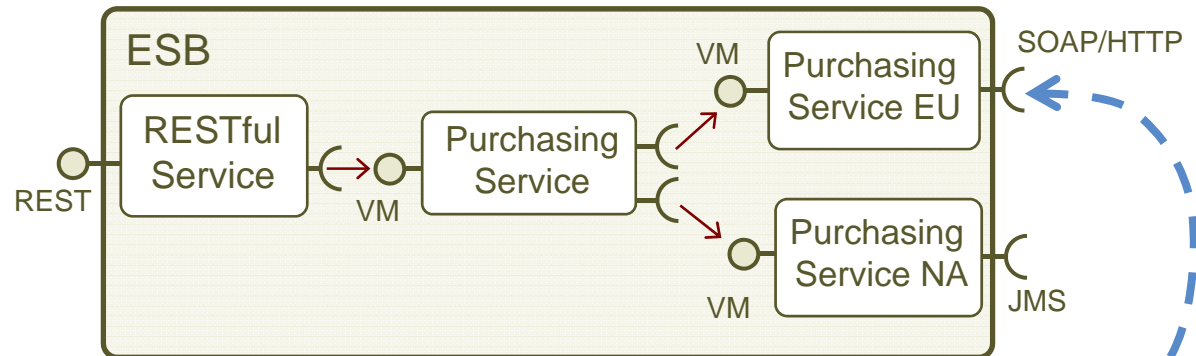 ESB
SOAP/HTTP
VM
Purchasing
Service EU
RESTful
Service
Purchasing
Service
REST
VM
Purchasing
Service NA
VM
JMS